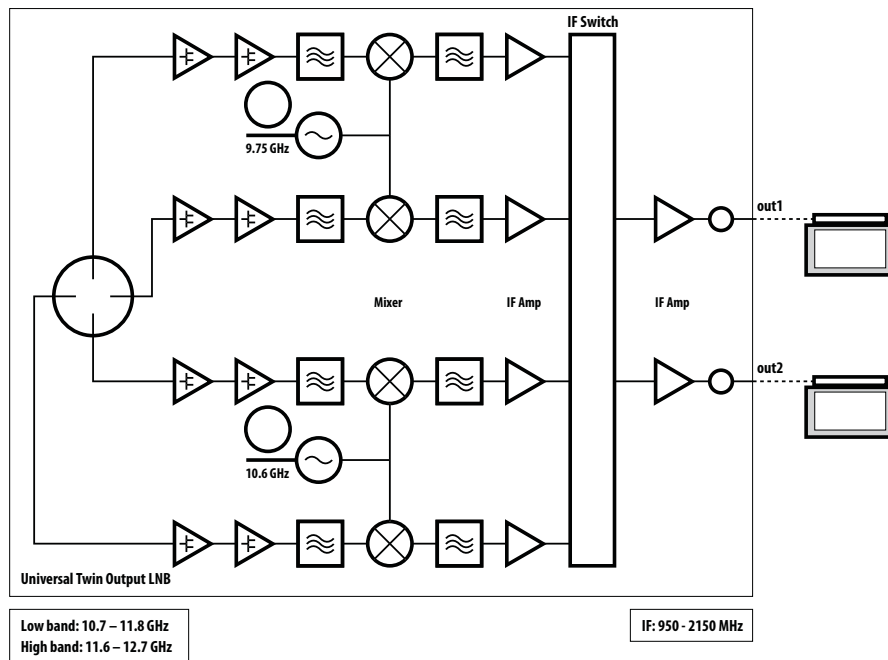 IF Switch
9.75 GHz
out1
Mixer
IF Amp
IF Amp
out2
10.6 GHz
Universal Twin Output LNB
Low band: 10.7 – 11.8 GHz
High band: 11.6 – 12.7 GHz
IF: 950 - 2150 MHz